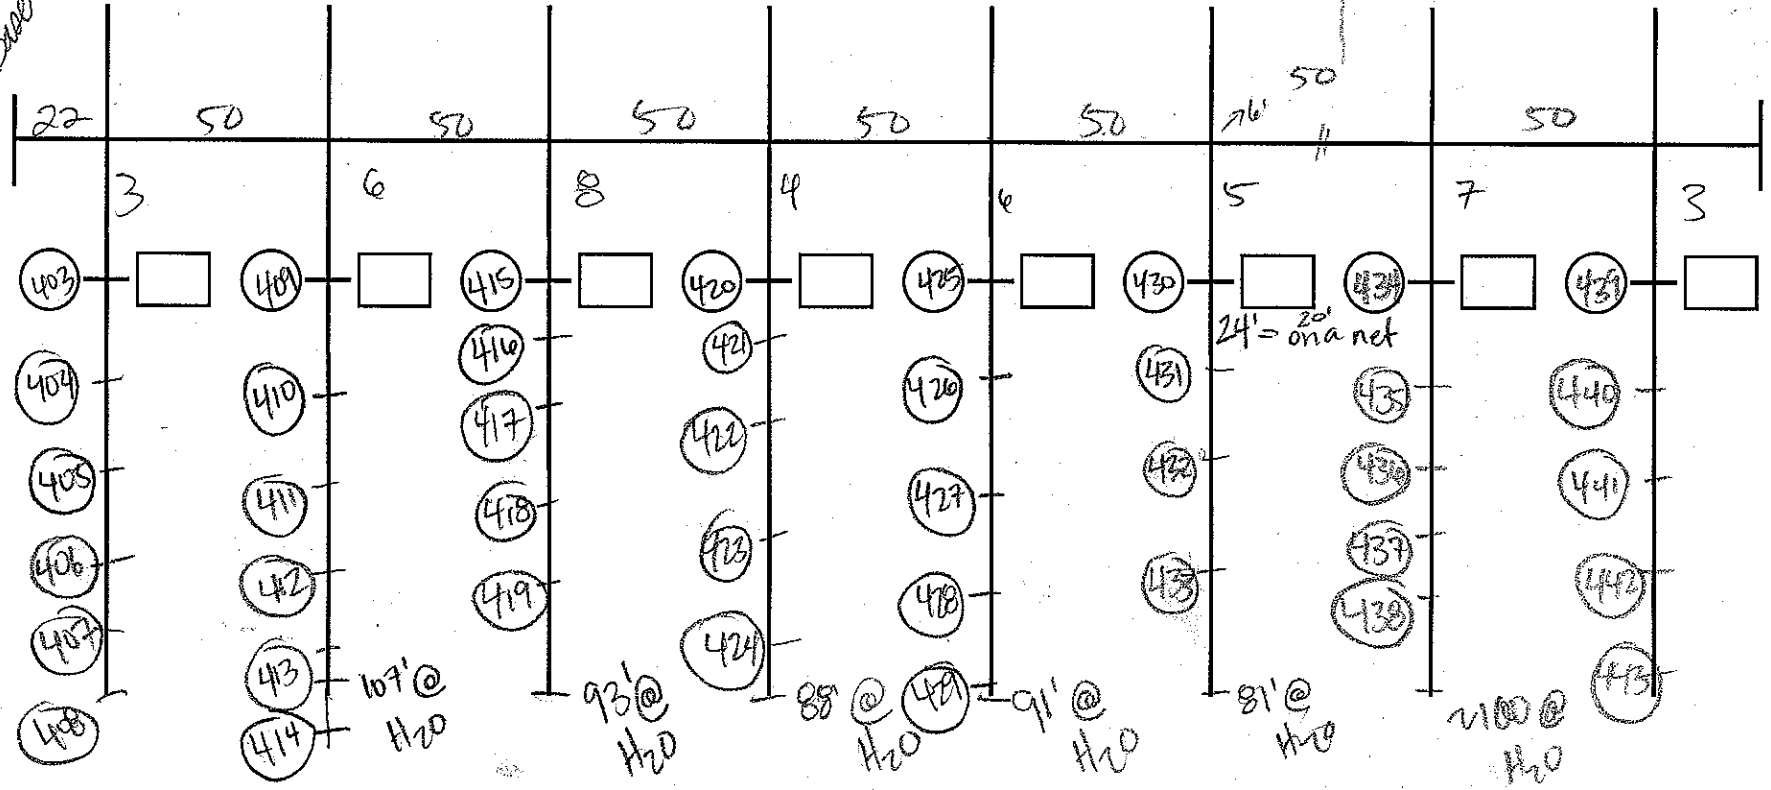 22 50 50 50 50 50 ↗6' 50 50
3 6 8 4 6 5 7 3
403 409 415 420 425 430 434 439
24' = 20' on a net
416 421
404 410 417 426 431 435 440
405 411 418 422 427 432 436 441
406 412 419 423 428 433 437 442
407 413 424 429 438 443
408 414
107' @ H2O
93' @ H2O
88' @ H2O
91' @ H2O
81' @ H2O
~100 @ H2O